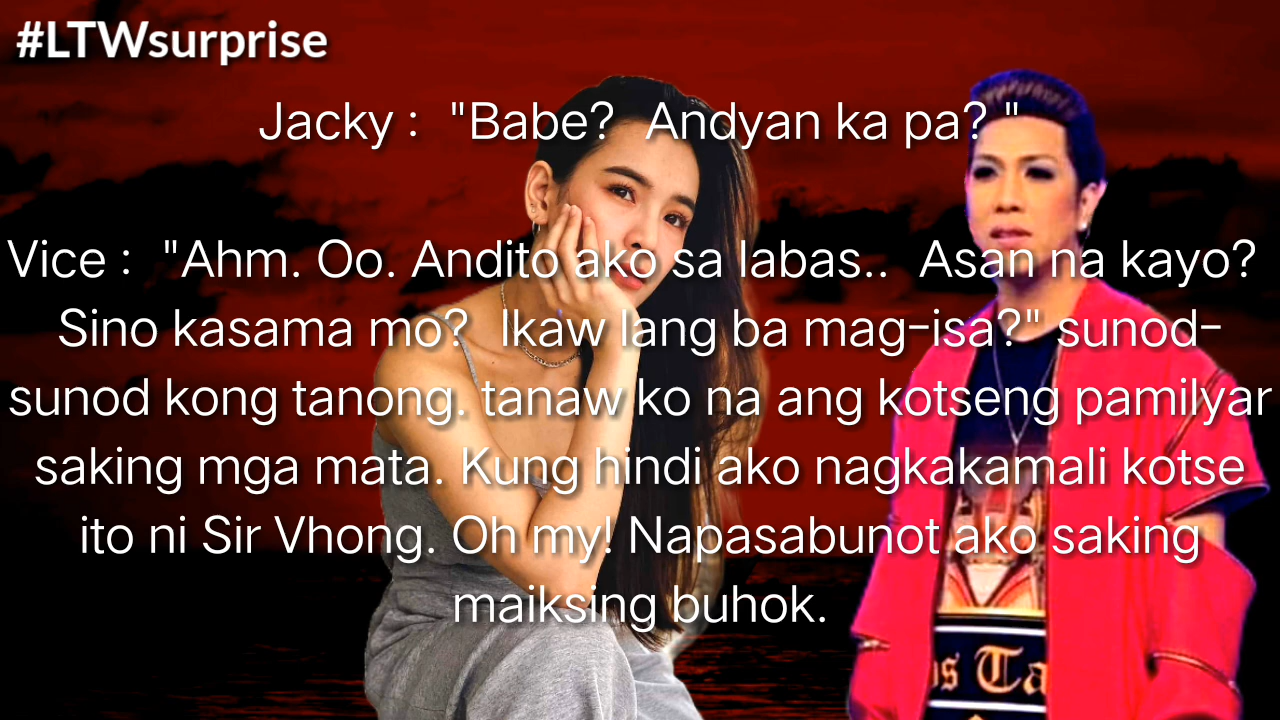 #LTWsurprise
Jacky : "Babe? Andyan ka pa? "
Vice : "Ahm. Oo. Andito ako sa labas.. Asan na kayo?
Sino kasama mo? Ikaw lang ba mag-isa?" sunod-
sunod kong tanong. tanaw ko na ang kotseng pamilyar
saking mga mata. Kung hindi ako nagkakamali kotse
ito ni Sir Vhong. Oh my! Napasabunot ako saking
maiksing buhok.